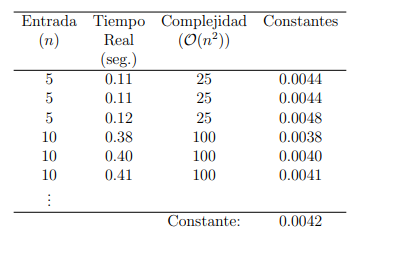 Entrada Tiempo Complejidad Constantes
(n) Real (𝒪(n²))
(seg.)
5 0.11 25 0.0044
5 0.11 25 0.0044
5 0.12 25 0.0048
10 0.38 100 0.0038
10 0.40 100 0.0040
10 0.41 100 0.0041
⋮
Constante: 0.0042